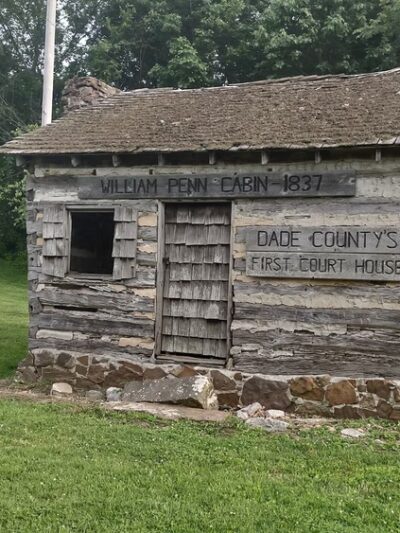 WILLIAM PENN CABIN - 1837
DADE COUNTY'S
FIRST COURT HOUSE